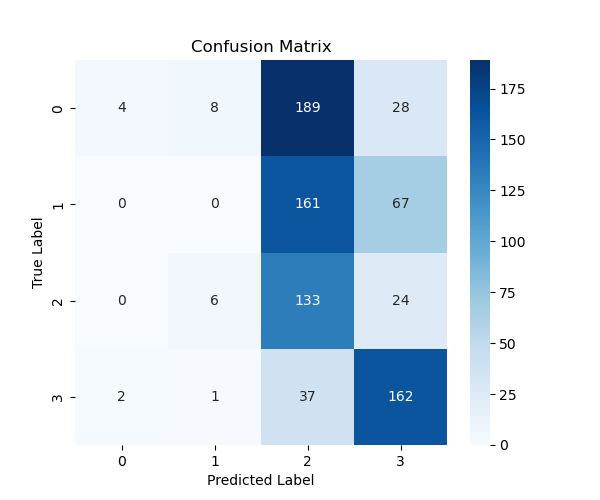 Confusion Matrix
True Label
0 4 8 189 28
1 0 0 161 67
2 0 6 133 24
3 2 1 37 162
0 1 2 3
Predicted Label
175
150
125
100
75
50
25
0